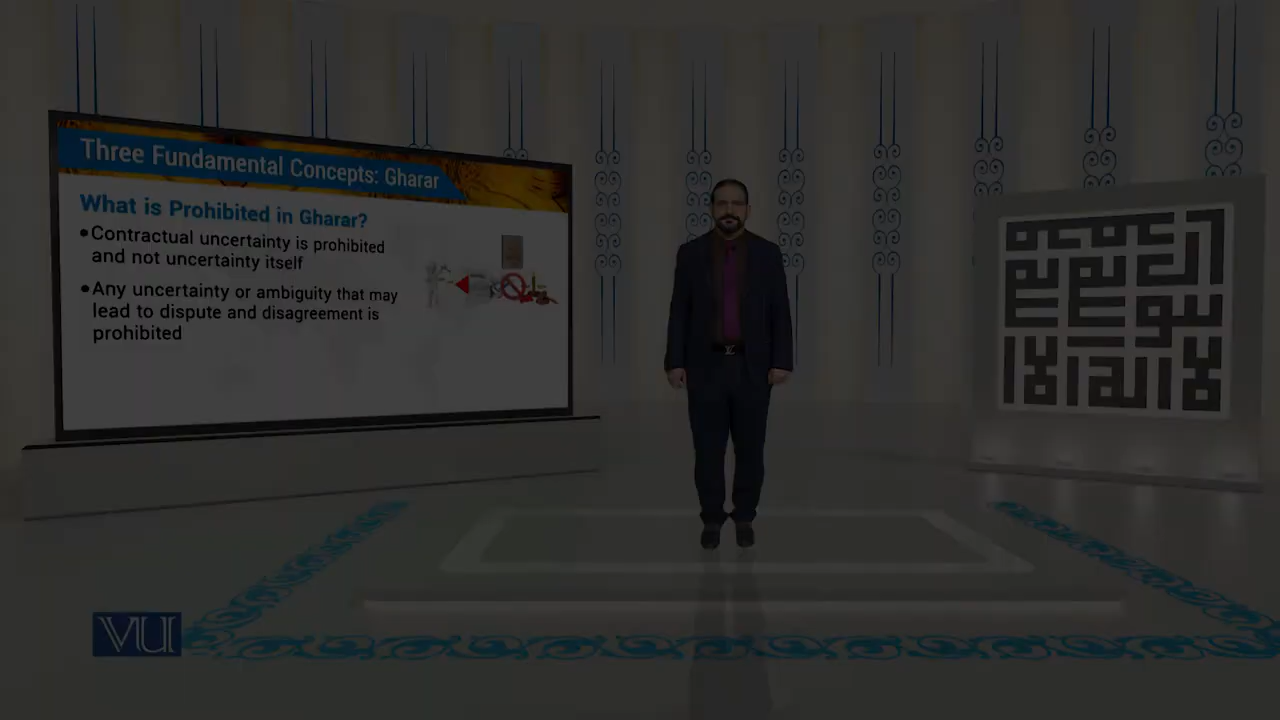 Three Fundamental Concepts: Gharar
What is Prohibited in Gharar?
•Contractual uncertainty is prohibited
and not uncertainty itself
•Any uncertainty or ambiguity that may
lead to dispute and disagreement is
prohibited
VU